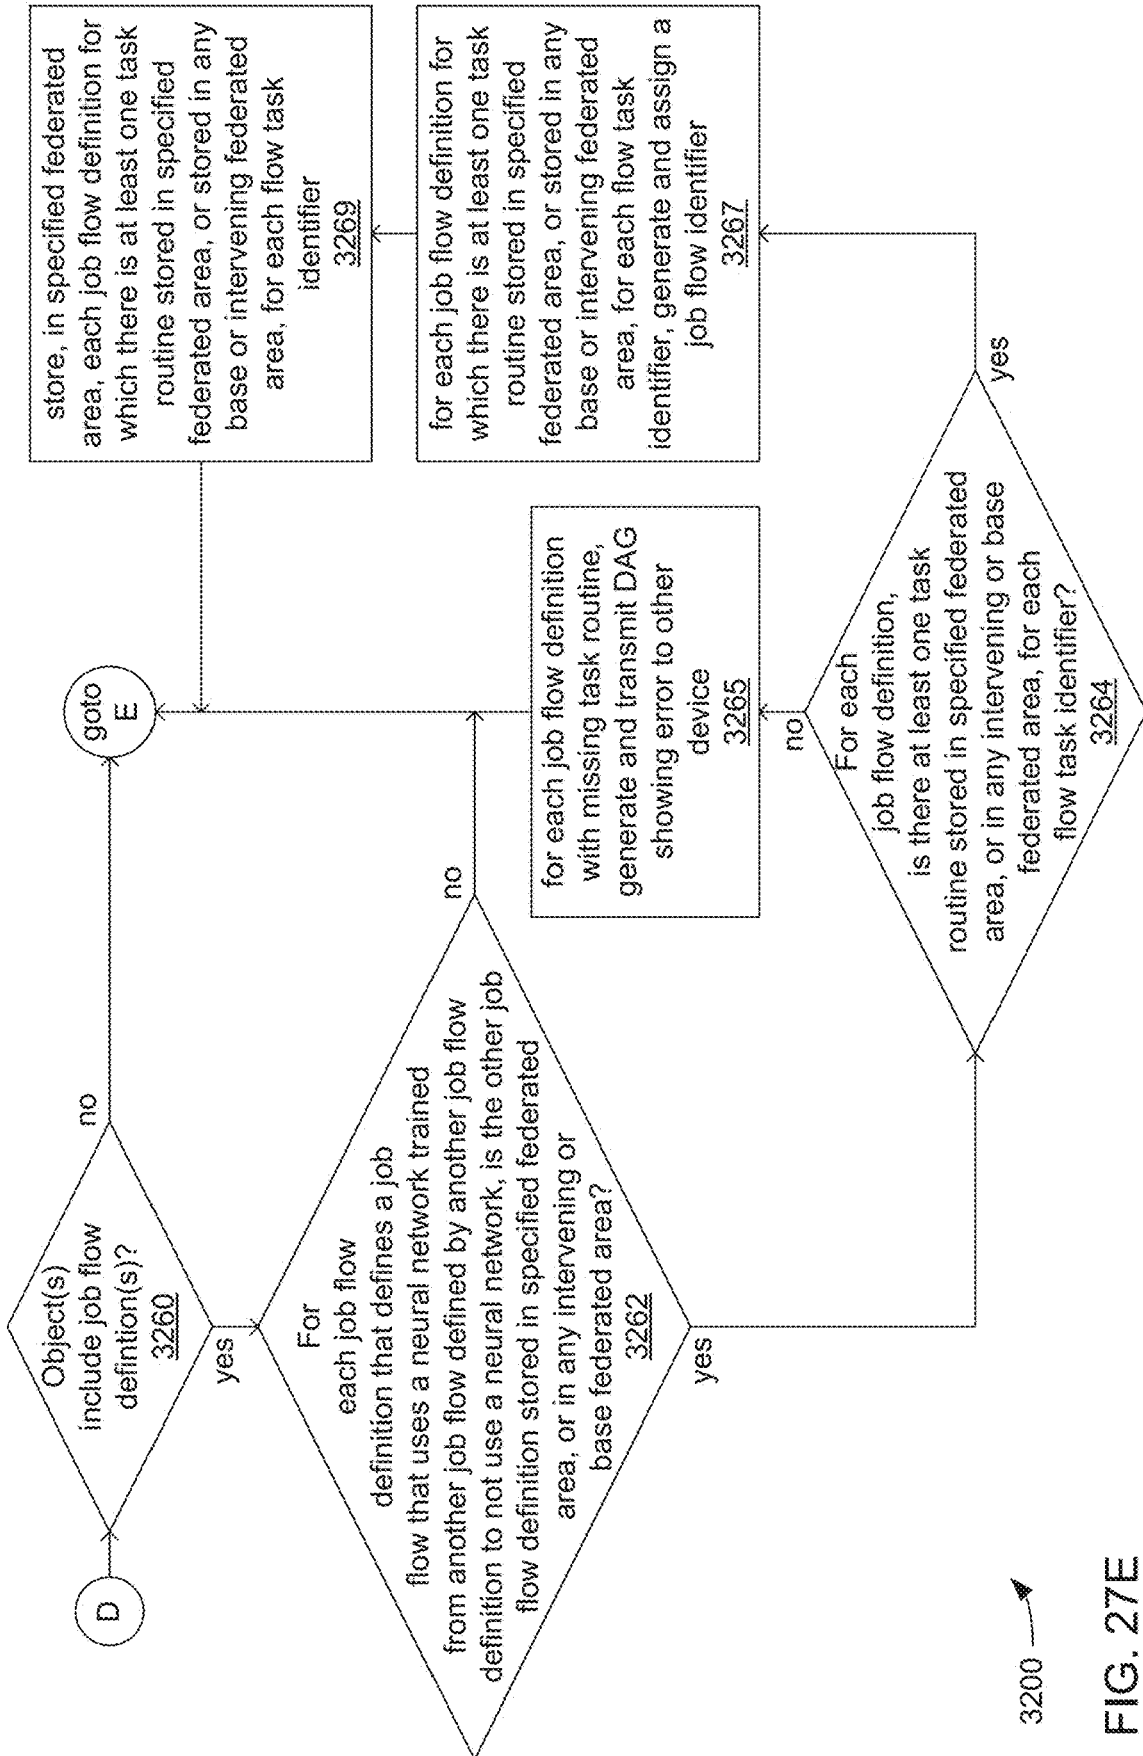 D
Object(s)
include job flow
defintion(s)?
3260
no
goto
E
yes
For
each job flow
definition that defines a job
flow that uses a neural network trained
from another job flow defined by another job flow
definition to not use a neural network, is the other job
flow definition stored in specified federated
area, or in any intervening or
base federated area?
3262
no
yes
For each
job flow definition,
is there at least one task
routine stored in specified federated
area, or in any intervening or base
federated area, for each
flow task identifier?
3264
no
for each job flow definition
with missing task routine,
generate and transmit DAG
showing error to other
device
3265
yes
for each job flow definition for
which there is at least one task
routine stored in specified
federated area, or stored in any
base or intervening federated
area, for each flow task
identifier, generate and assign a
job flow identifier
3267
store, in specified federated
area, each job flow definition for
which there is at least one task
routine stored in specified
federated area, or stored in any
base or intervening federated
area, for each flow task
identifier
3269
3200
FIG. 27E